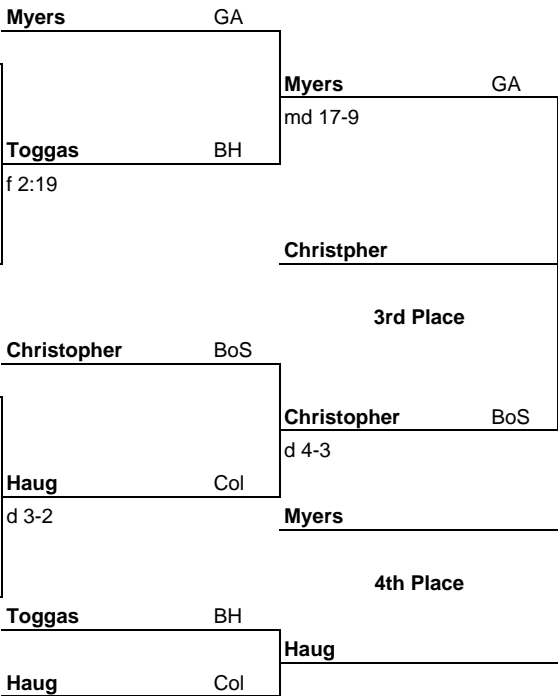 Myers GA
Myers GA
md 17-9
Toggas BH
f 2:19
Christpher
3rd Place
Christopher BoS
Christopher BoS
d 4-3
Haug Col
d 3-2
Myers
4th Place
Toggas BH
Haug
Haug Col